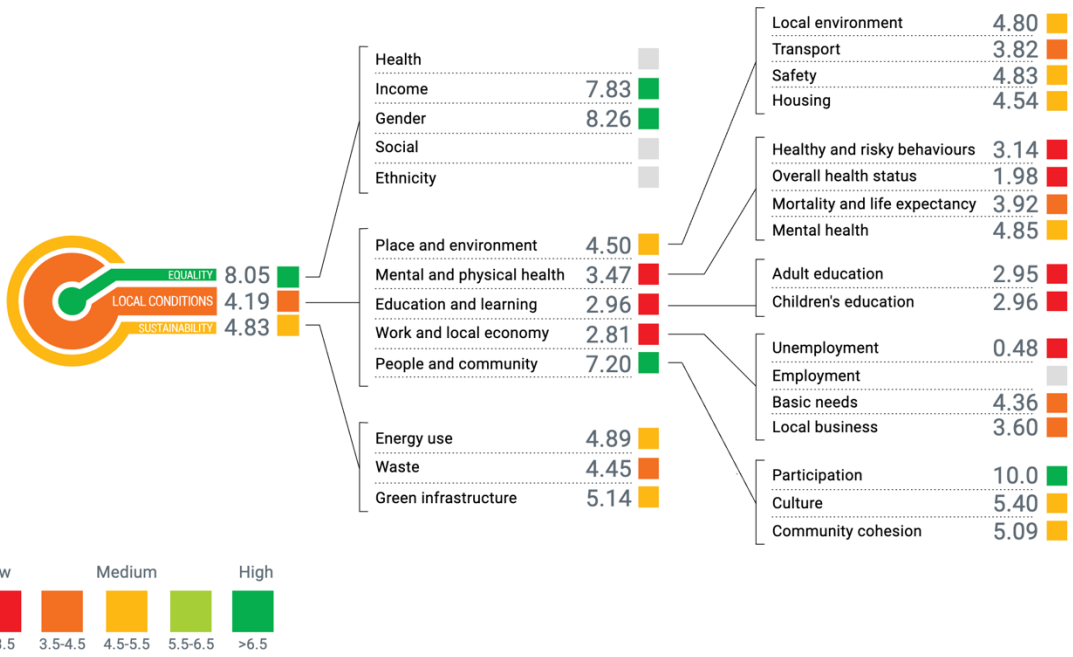 EQUALITY 8.05
LOCAL CONDITIONS 4.19
SUSTAINABILITY 4.83
Health
Income 7.83
Gender 8.26
Social
Ethnicity
Place and environment 4.50
Mental and physical health 3.47
Education and learning 2.96
Work and local economy 2.81
People and community 7.20
Energy use 4.89
Waste 4.45
Green infrastructure 5.14
Local environment 4.80
Transport 3.82
Safety 4.83
Housing 4.54
Healthy and risky behaviours 3.14
Overall health status 1.98
Mortality and life expectancy 3.92
Mental health 4.85
Adult education 2.95
Children's education 2.96
Unemployment 0.48
Employment
Basic needs 4.36
Local business 3.60
Participation 10.0
Culture 5.40
Community cohesion 5.09
Medium High
3.5-4.5 4.5-5.5 5.5-6.5 >6.5